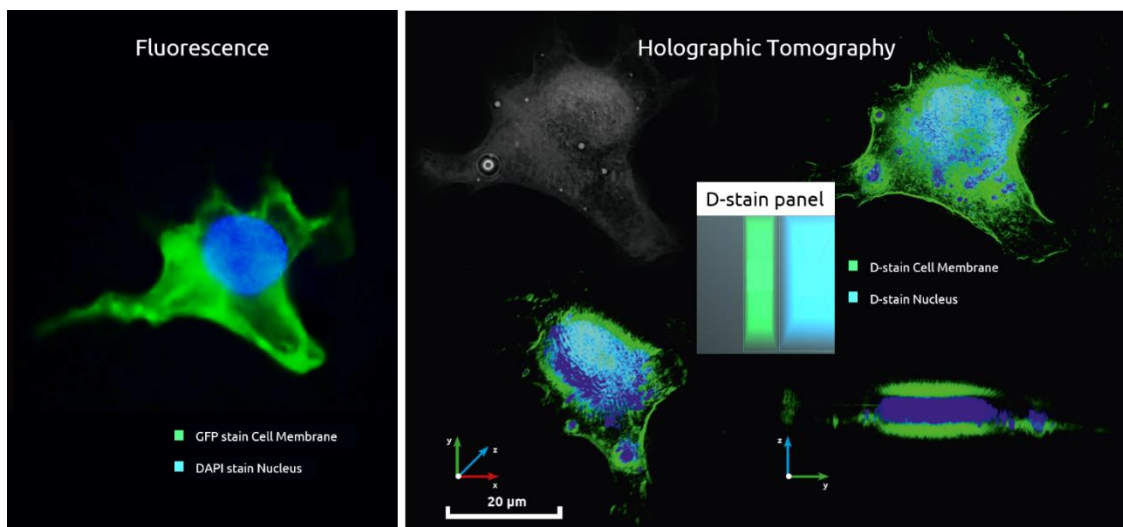 Fluorescence
GFP stain Cell Membrane
DAPI stain Nucleus
Holographic Tomography
D-stain panel
D-stain Cell Membrane
D-stain Nucleus
y
z
x
20 µm
z
y